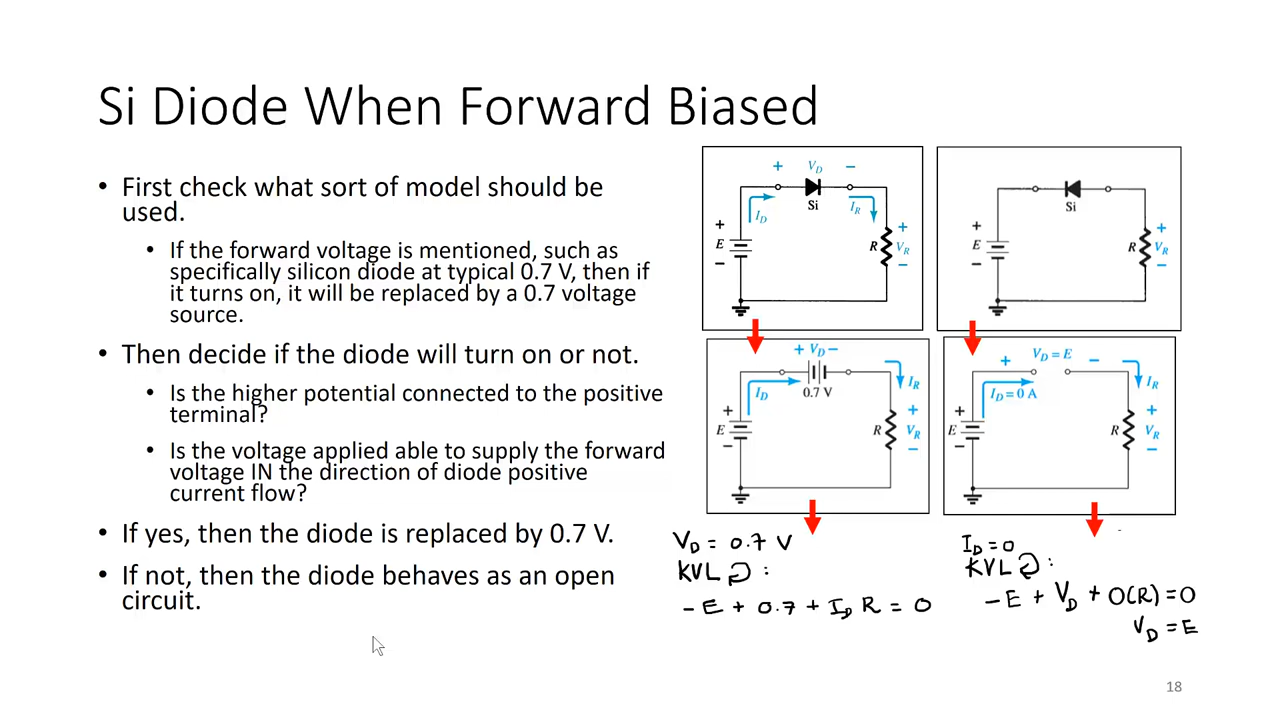 Si Diode When Forward Biased
• First check what sort of model should be
used.
• If the forward voltage is mentioned, such as
specifically silicon diode at typical 0.7 V, then if
it turns on, it will be replaced by a 0.7 voltage
source.
• Then decide if the diode will turn on or not.
• Is the higher potential connected to the positive
terminal?
• Is the voltage applied able to supply the forward
voltage IN the direction of diode positive
current flow?
• If yes, then the diode is replaced by 0.7 V.
• If not, then the diode behaves as an open
circuit.
+ V_D −
Si
I_D
I_R
+
E
−
R
+
V_R
−
Si
+
E
−
R
+
V_R
−
+ V_D −
0.7 V
I_D
I_R
+
E
−
R
+
V_R
−
+ V_D = E −
I_D = 0 A
I_R
+
E
−
R
+
V_R
−
V_D = 0.7 V
KVL :
- E + 0.7 + I_D R = 0
I_D = 0
KVL :
- E + V_D + 0(R) = 0
V_D = E
18